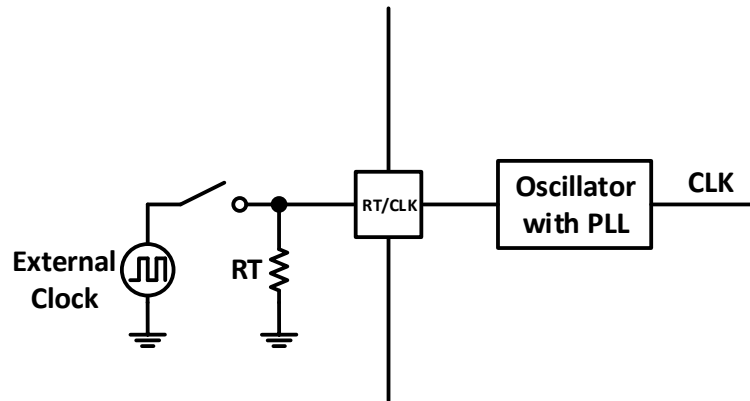 External
Clock
RT
RT/CLK
Oscillator
with PLL
CLK